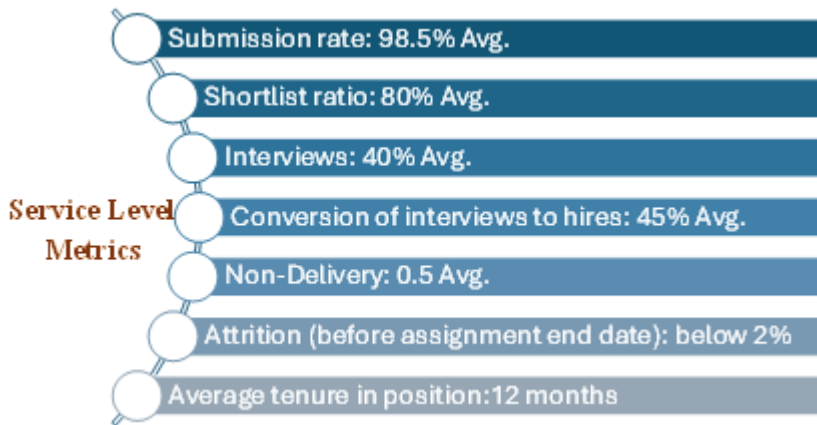 Submission rate: 98.5% Avg.
Shortlist ratio: 80% Avg.
Interviews: 40% Avg.
Service Level
Metrics
Conversion of interviews to hires: 45% Avg.
Non-Delivery: 0.5 Avg.
Attrition (before assignment end date): below 2%
Average tenure in position:12 months